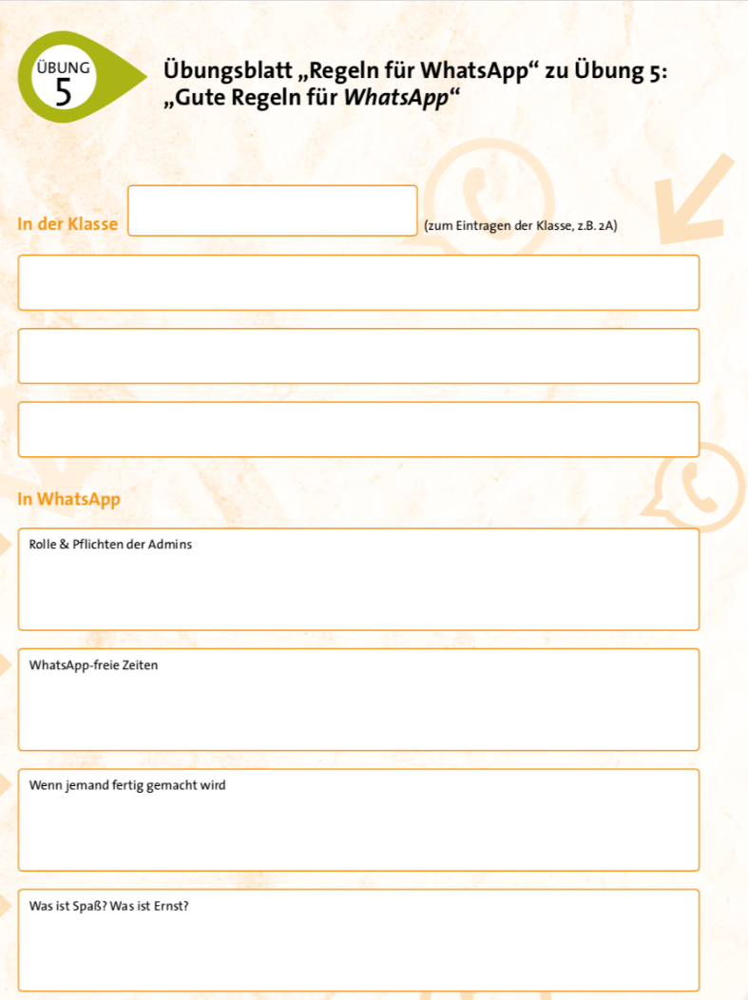 ÜBUNG
5
Übungsblatt „Regeln für WhatsApp“ zu Übung 5:
„Gute Regeln für WhatsApp“
In der Klasse
(zum Eintragen der Klasse, z.B. 2A)
In WhatsApp
Rolle & Pflichten der Admins
WhatsApp-freie Zeiten
Wenn jemand fertig gemacht wird
Was ist Spaß? Was ist Ernst?